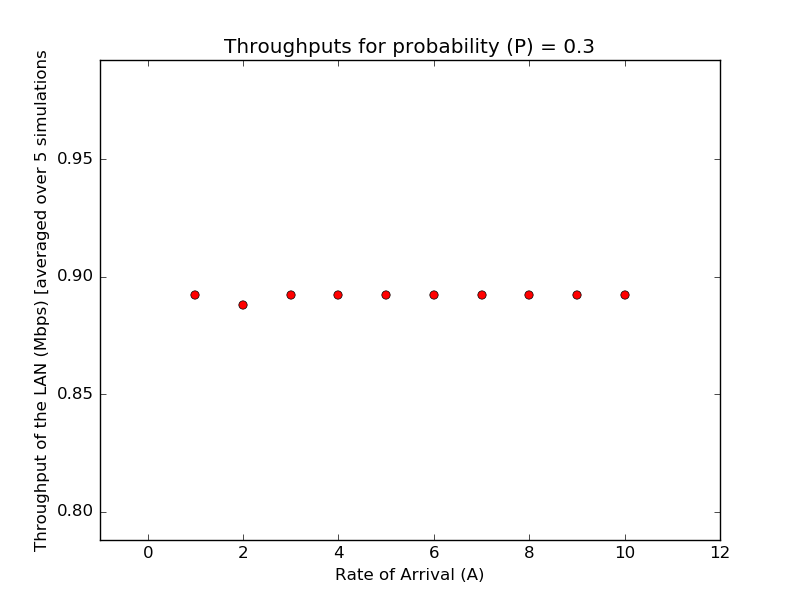 Throughputs for probability (P) = 0.3
Throughput of the LAN (Mbps) [averaged over 5 simulations
0.95
0.90
0.85
0.80
0 2 4 6 8 10 12
Rate of Arrival (A)